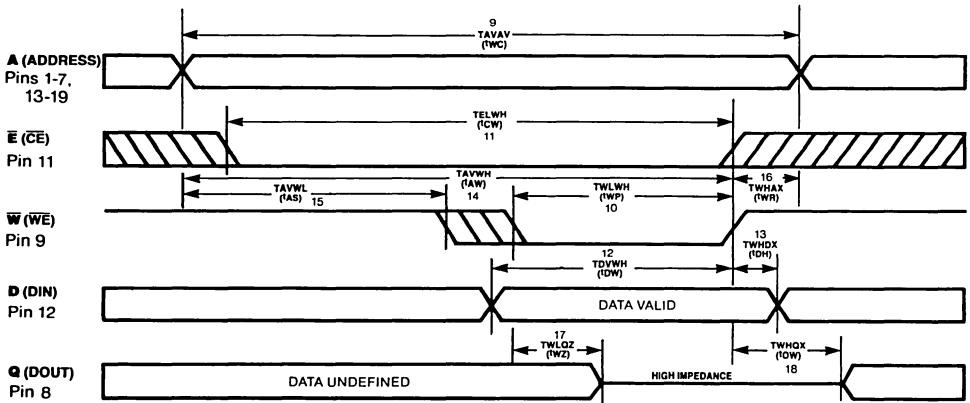 9
TAVAV
(tWC)
A (ADDRESS)
Pins 1-7,
13-19
TELWH
(tCW)
11
E (CE)
Pin 11
TAVWH
(tAW)
14
TAVWL
(tAS) 15
TWLWH
(tWP)
10
16
TWHAX
(tWR)
W (WE)
Pin 9
12
TDVWH
(tDW)
13
TWHDX
(tDH)
D (DIN)
Pin 12
DATA VALID
17
TWLQZ
(tWZ)
TWHQX
(tOW)
18
Q (DOUT)
Pin 8
DATA UNDEFINED
HIGH IMPEDANCE